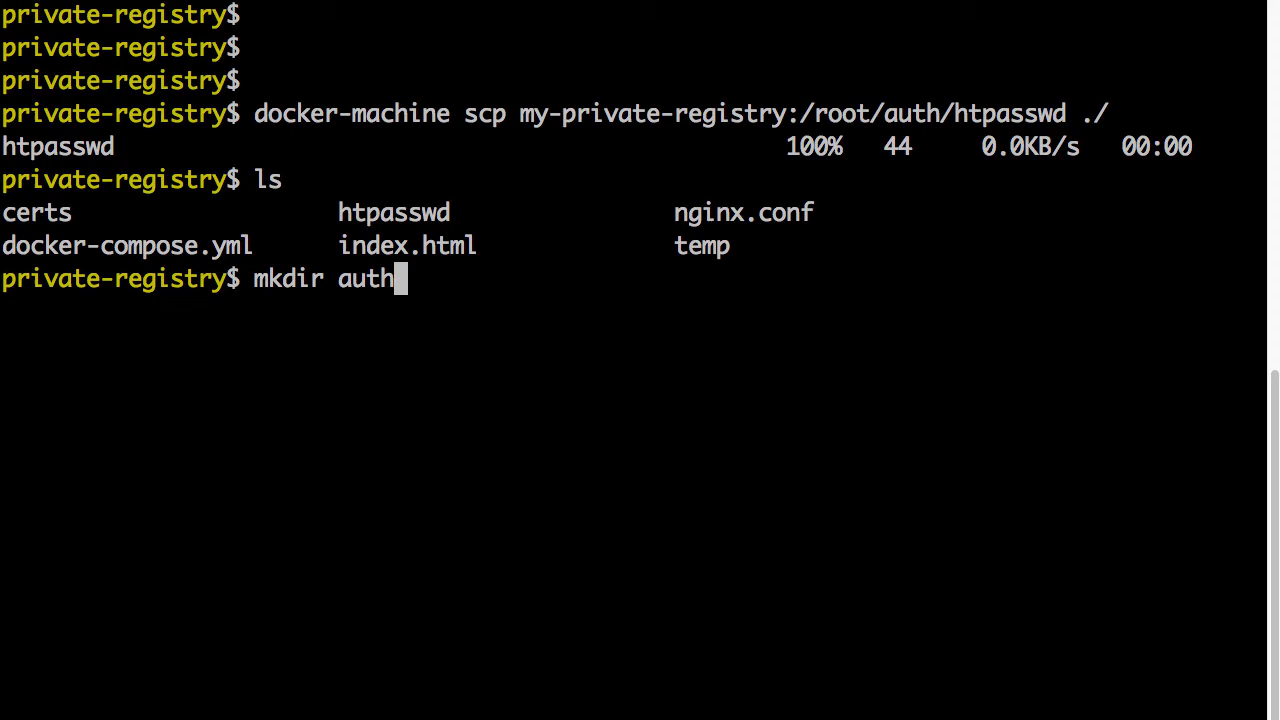 private-registry$
private-registry$
private-registry$
private-registry$ docker-machine scp my-private-registry:/root/auth/htpasswd ./
htpasswd 100% 44 0.0KB/s 00:00
private-registry$ ls
certs htpasswd nginx.conf
docker-compose.yml index.html temp
private-registry$ mkdir auth